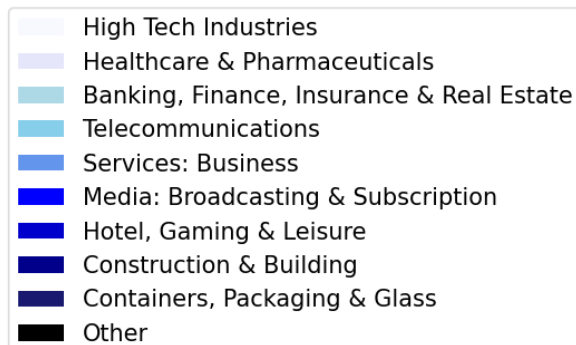 High Tech Industries
Healthcare & Pharmaceuticals
Banking, Finance, Insurance & Real Estate
Telecommunications
Services: Business
Media: Broadcasting & Subscription
Hotel, Gaming & Leisure
Construction & Building
Containers, Packaging & Glass
Other